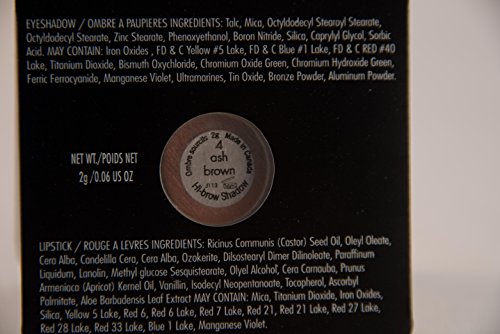 EYESHADOW / OMBRE A PAUPIERES INGREDIENTS: Talc, Mica, Octyldodecyl Stearoyl Stearate,
Octyldodecyl Stearate, Zinc Stearate, Phenoxyethanol, Boron Nitride, Silica, Caprylyl Glycol, Sorbic
Acid. MAY CONTAIN: Iron Oxides , FD & C Yellow #5 Lake, FD & C Blue #1 Lake, FD & C RED #40
Lake, Titanium Dioxide, Bismuth Oxychloride, Chromium Oxide Green, Chromium Hydroxide Green,
Ferric Ferrocyanide, Manganese Violet, Ultramarines, Tin Oxide, Bronze Powder, Aluminum Powder.
NET WT./POIDS NET
2g/0.06 US OZ
Ombre sourcils 2g Made in Canada
4
ash
brown
Hi-brow Shadow
LIPSTICK / ROUGE A LEVRES INGREDIENTS: Ricinus Communis (Castor) Seed Oil, Oleyl Oleate,
Cera Alba, Candelilla Cera, Cera Alba, Ozokerite, Dilsostearyl Dimer Dilinoleate, Paraffinum
Liquidum, Lanolin, Methyl glucose Sesquistearate, Olyel Alcohol, Cera Carnauba, Prunus
Armeniaca (Apricot) Kernel Oil, Vanillin, Isodecyl Neopentanoate, Tocopherol, Ascorbyl
Palmitate, Aloe Barbadensis Leaf Extract MAY CONTAIN: Mica, Titanium Dioxide, Iron Oxides,
Silica, Yellow 5, Yellow 6, Red 6, Red 6, Red 7 Lake, Red 21, Red 21 Lake, Red 27 Lake,
Red 28 Lake, Red 33 Lake, Blue 1 Lake, Manganese Violet.